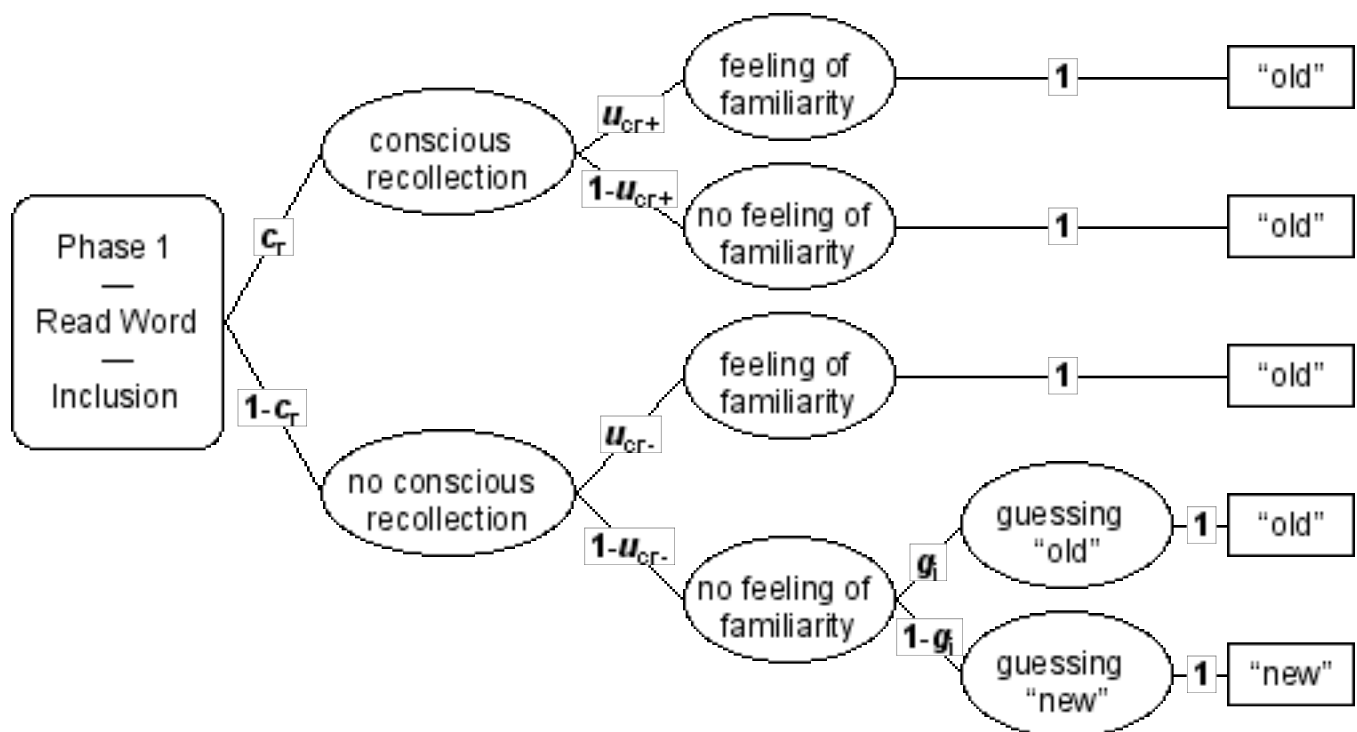 Phase 1
—
Read Word
—
Inclusion
c_r
1-c_r
conscious
recollection
no conscious
recollection
u_cr+
1-u_cr+
u_cr-
1-u_cr-
feeling of
familiarity
no feeling of
familiarity
feeling of
familiarity
no feeling of
familiarity
g_i
1-g_i
guessing
“old”
guessing
“new”
1
“old”
1
“old”
1
“old”
1
“old”
1
“new”